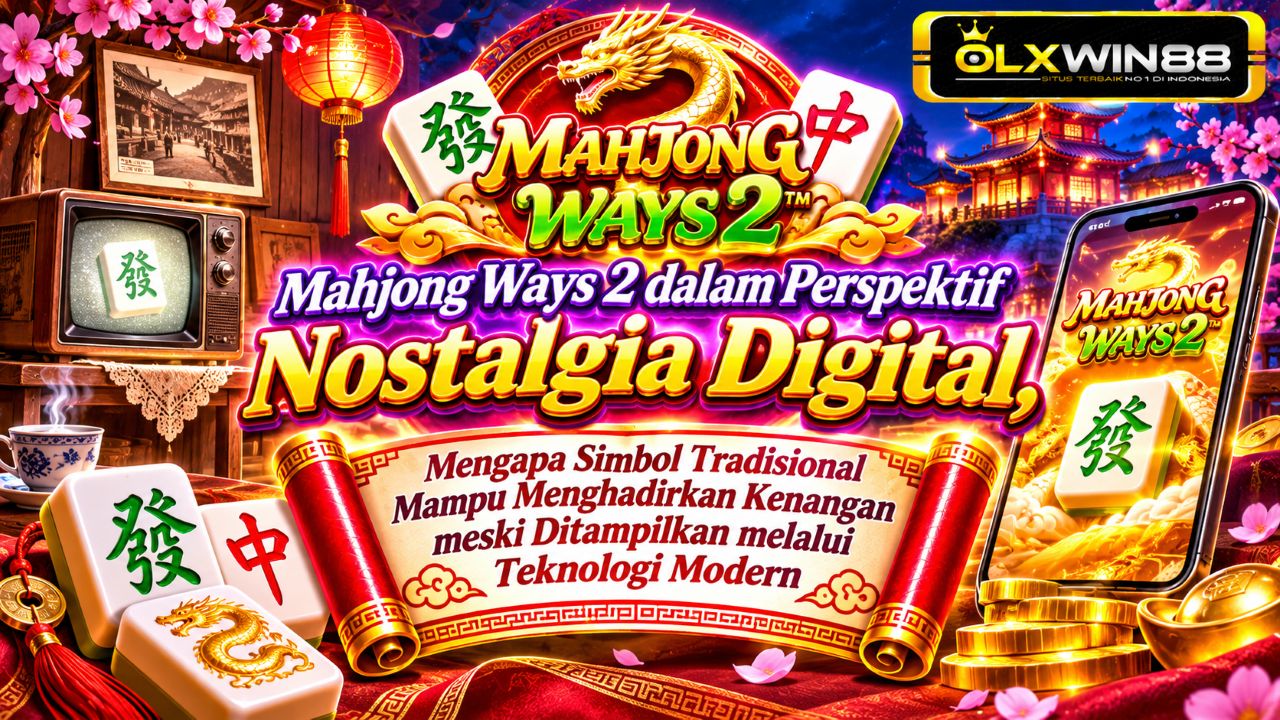 OLXWIN88
SITUS TERBAIK NO 1 DI INDONESIA
發
中
MAHJONG
WAYS 2™
Mahjong Ways 2 dalam Perspektif
Nostalgia Digital,
Mengapa Simbol Tradisional
Mampu Menghadirkan Kenangan
meski Ditampilkan melalui
Teknologi Modern
發
發
中
MAHJONG
WAYS 2™
發